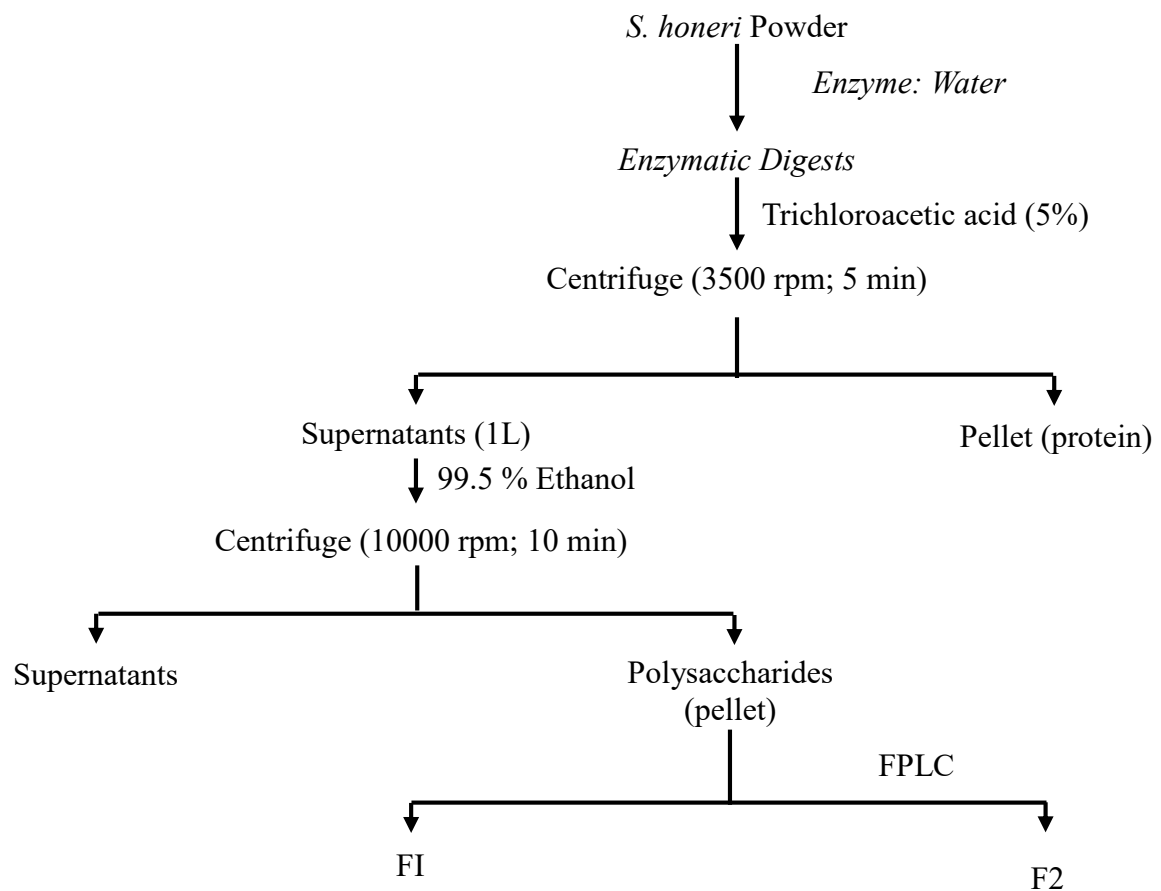 S. honeri Powder
Enzyme: Water
Enzymatic Digests
Trichloroacetic acid (5%)
Centrifuge (3500 rpm; 5 min)
Supernatants (1L)
Pellet (protein)
99.5 % Ethanol
Centrifuge (10000 rpm; 10 min)
Supernatants
Polysaccharides
(pellet)
FPLC
FI
F2